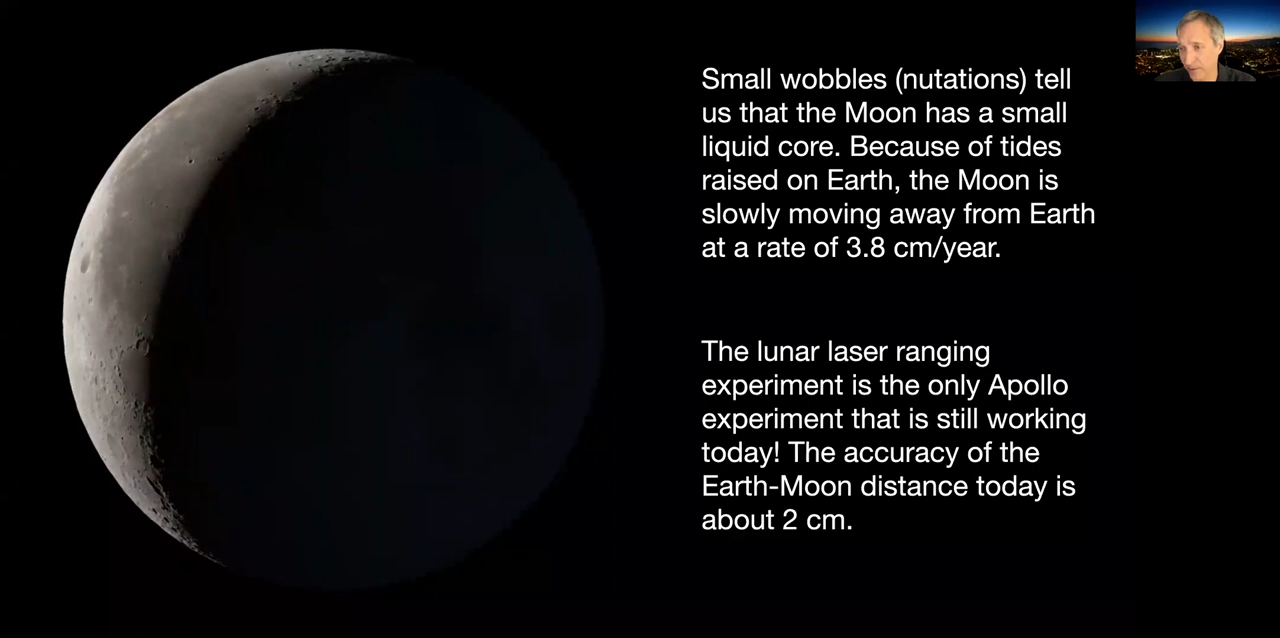 Small wobbles (nutations) tell
us that the Moon has a small
liquid core. Because of tides
raised on Earth, the Moon is
slowly moving away from Earth
at a rate of 3.8 cm/year.
The lunar laser ranging
experiment is the only Apollo
experiment that is still working
today! The accuracy of the
Earth-Moon distance today is
about 2 cm.